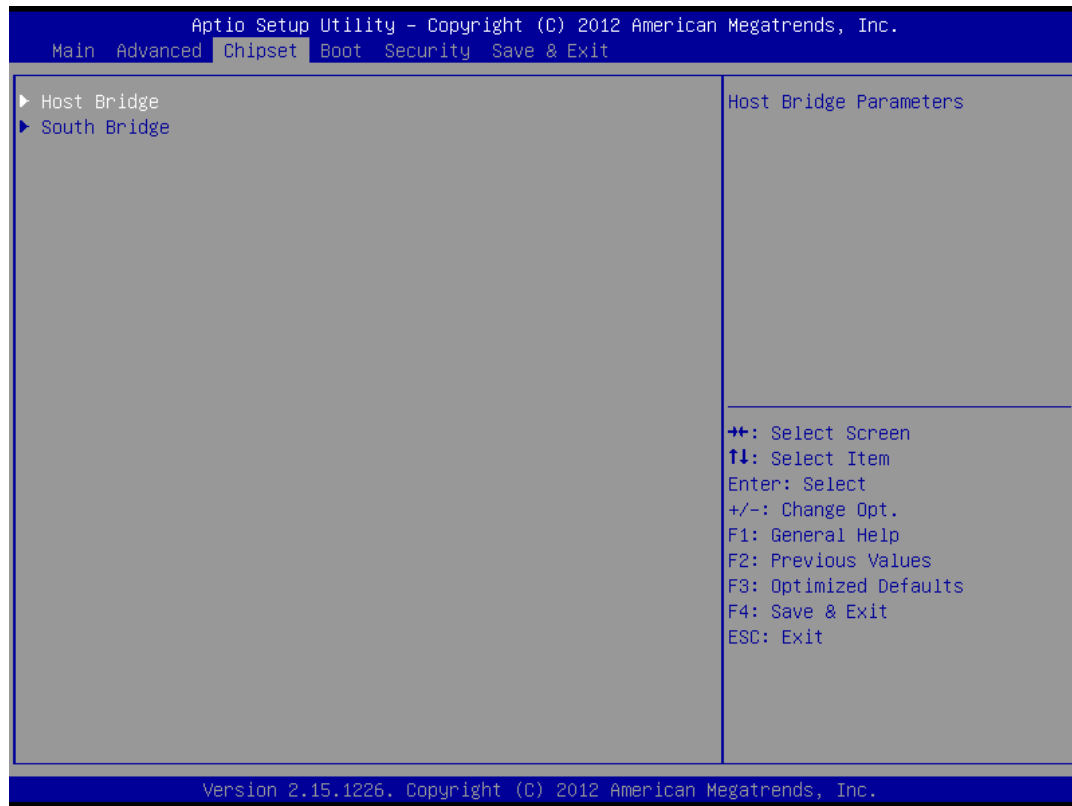 Aptio Setup Utility – Copyright (C) 2012 American Megatrends, Inc.
Main Advanced Chipset Boot Security Save & Exit
▶ Host Bridge
▶ South Bridge
Host Bridge Parameters
→←: Select Screen
↑↓: Select Item
Enter: Select
+/-: Change Opt.
F1: General Help
F2: Previous Values
F3: Optimized Defaults
F4: Save & Exit
ESC: Exit
Version 2.15.1226. Copyright (C) 2012 American Megatrends, Inc.